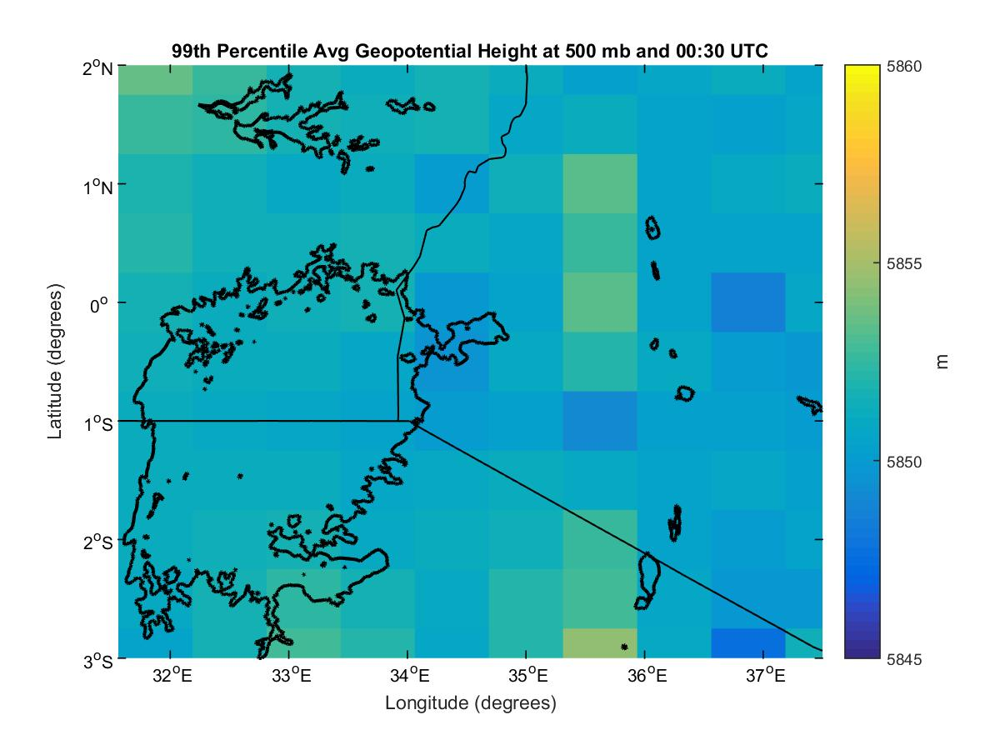 99th Percentile Avg Geopotential Height at 500 mb and 00:30 UTC
2°N
1°N
0°
1°S
2°S
3°S
Latitude (degrees)
32°E 33°E 34°E 35°E 36°E 37°E
Longitude (degrees)
5860
5855
5850
5845
m